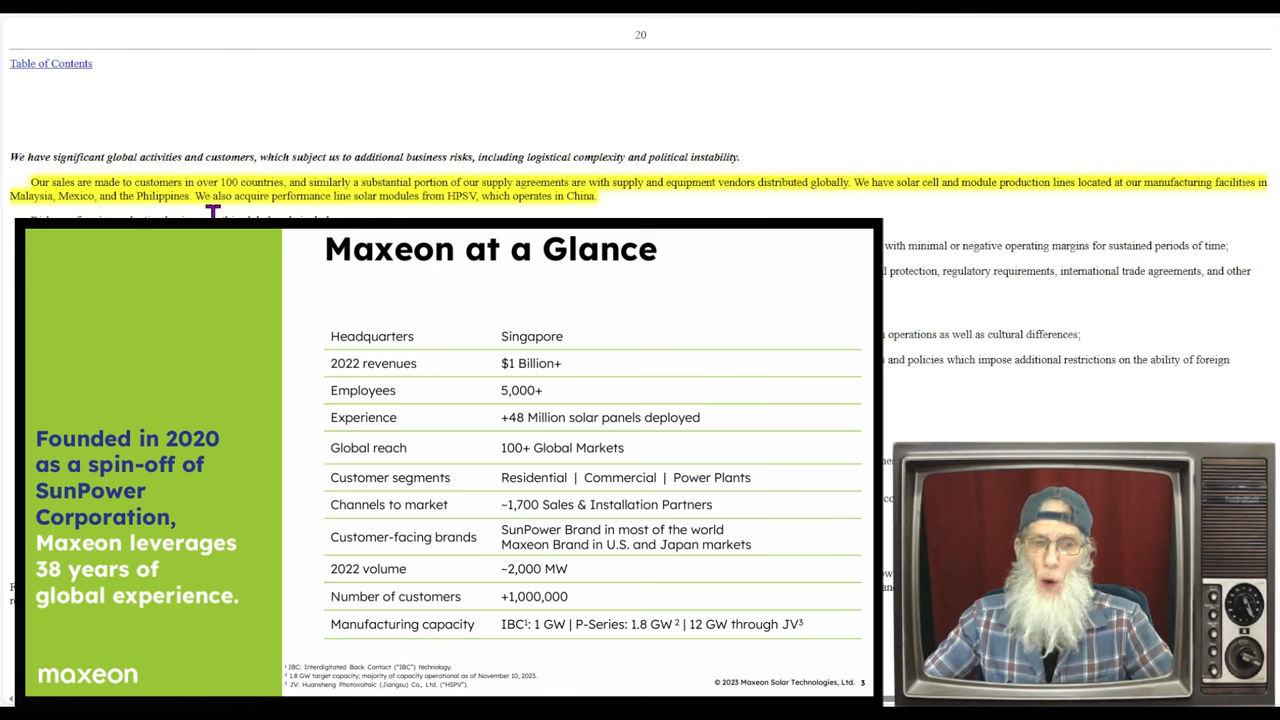 20
Table of Contents
We have significant global activities and customers, which subject us to additional business risks, including logistical complexity and political instability.
Our sales are made to customers in over 100 countries, and similarly a substantial portion of our supply agreements are with supply and equipment vendors distributed globally. We have solar cell and module production lines located at our manufacturing facilities in
Malaysia, Mexico, and the Philippines. We also acquire performance line solar modules from HPSV, which operates in China.
with minimal or negative operating margins for sustained periods of time;
protection, regulatory requirements, international trade agreements, and other
operations as well as cultural differences;
and policies which impose additional restrictions on the ability of foreign
Maxeon at a Glance
Headquarters Singapore
2022 revenues $1 Billion+
Employees 5,000+
Experience +48 Million solar panels deployed
Global reach 100+ Global Markets
Customer segments Residential | Commercial | Power Plants
Channels to market ~1,700 Sales & Installation Partners
Customer-facing brands SunPower Brand in most of the world
Maxeon Brand in U.S. and Japan markets
2022 volume ~2,000 MW
Number of customers +1,000,000
Manufacturing capacity IBC¹: 1 GW | P-Series: 1.8 GW ² | 12 GW through JV³
Founded in 2020
as a spin-off of
SunPower
Corporation,
Maxeon leverages
38 years of
global experience.
maxeon
¹ IBC: Interdigitated Back Contact ("IBC") technology.
² 1.8 GW target capacity; majority of capacity operational as of November 10, 2023.
³ JV: Huansheng Photovoltaic (Jiangsu) Co., Ltd. ("HSPV").
© 2023 Maxeon Solar Technologies, Ltd. 3